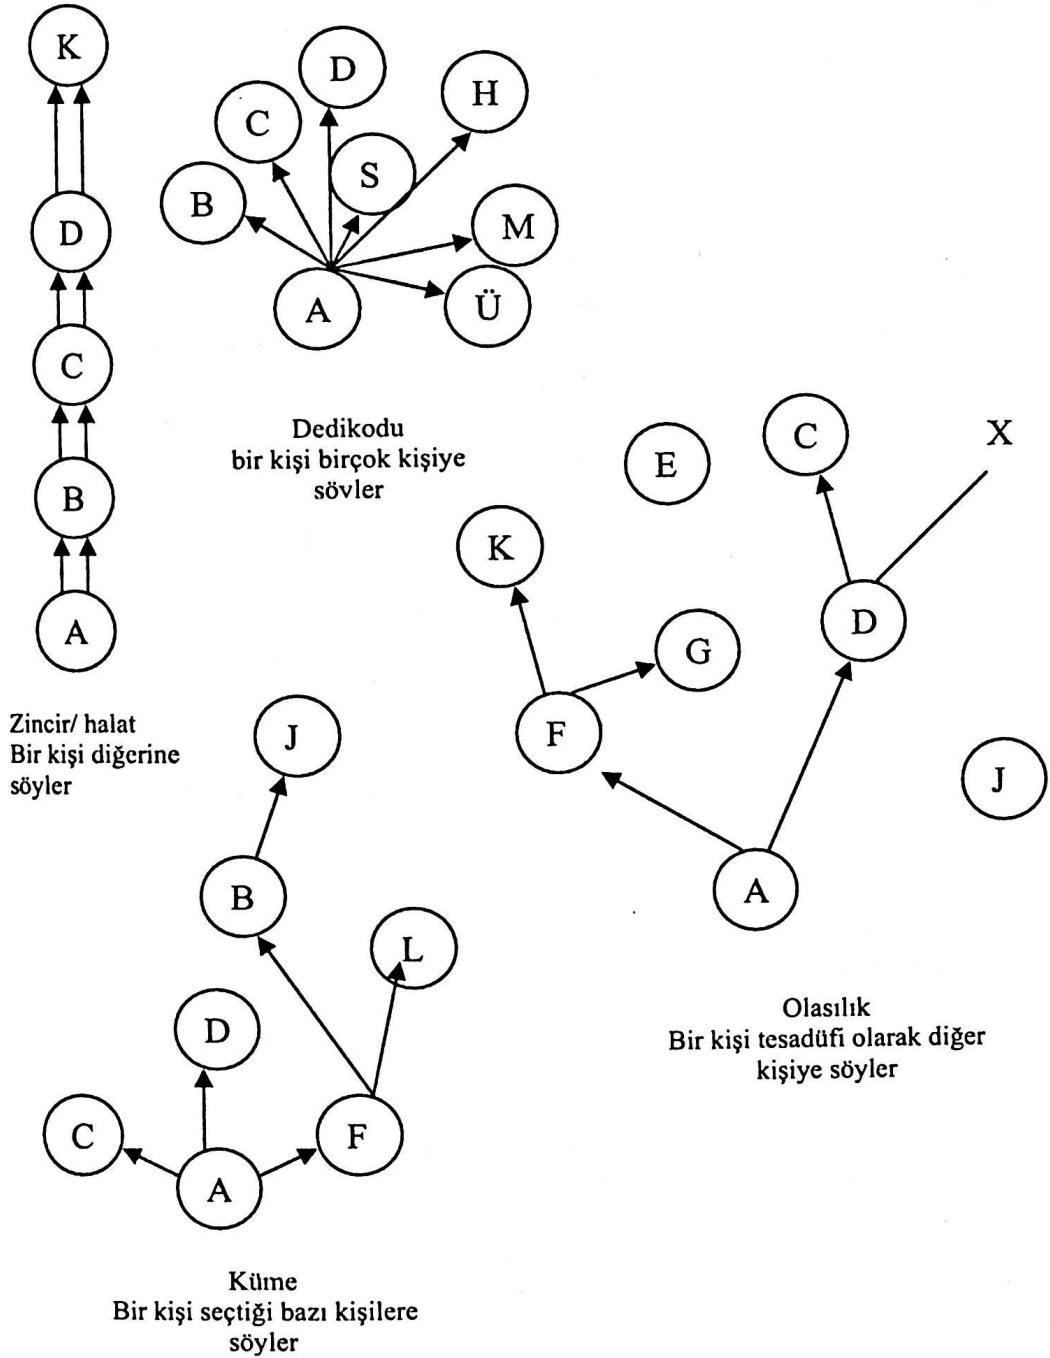 K
D
C
B
A
Zincir/ halat
Bir kişi diğerine
söyler
D
H
C
S
B
M
A
Ü
Dedikodu
bir kişi birçok kişiye
sövler
C
X
E
K
D
G
F
J
A
Olasılık
Bir kişi tesadüfi olarak diğer
kişiye söyler
J
B
L
D
C
F
A
Küme
Bir kişi seçtiği bazı kişilere
söyler